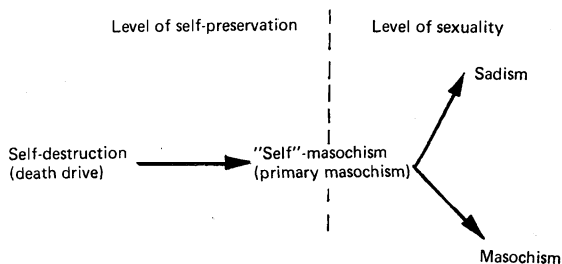 Level of self-preservation
Level of sexuality
Sadism
Self-destruction
(death drive)
"Self"-masochism
(primary masochism)
Masochism